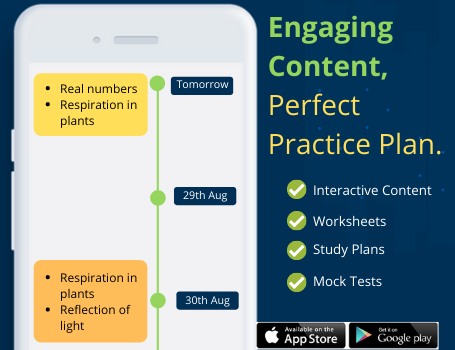 Engaging
Content,
Perfect
Practice Plan.
Interactive Content
Worksheets
Study Plans
Mock Tests
Tomorrow
• Real numbers
• Respiration in
plants
29th Aug
30th Aug
• Respiration in
plants
• Reflection of
light
Available on the
App Store
Get it on
Google play